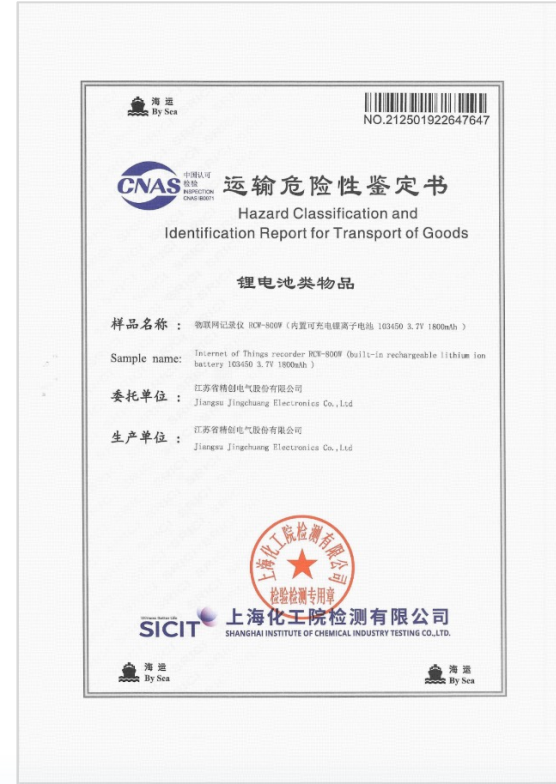 海运
By Sea
NO.212501922647647
CNAS
中国认可
检验
INSPECTION
CNAS IB0071
运输危险性鉴定书
Hazard Classification and
Identification Report for Transport of Goods
锂电池类物品
样品名称： 物联网记录仪 RCW-800W（内置可充电锂离子电池 103450 3.7V 1800mAh ）
Sample name: Internet of Things recorder RCW-800W (built-in rechargeable lithium ion
battery 103450 3.7V 1800mAh )
委托单位： 江苏省精创电气股份有限公司
Jiangsu Jingchuang Electronics Co.,Ltd
生产单位： 江苏省精创电气股份有限公司
Jiangsu Jingchuang Electronics Co.,Ltd
上海化工院检测有限公司
检验检测专用章
SICIT
上海化工院检测有限公司
SHANGHAI INSTITUTE OF CHEMICAL INDUSTRY TESTING CO.,LTD.
海运
By Sea
海运
By Sea